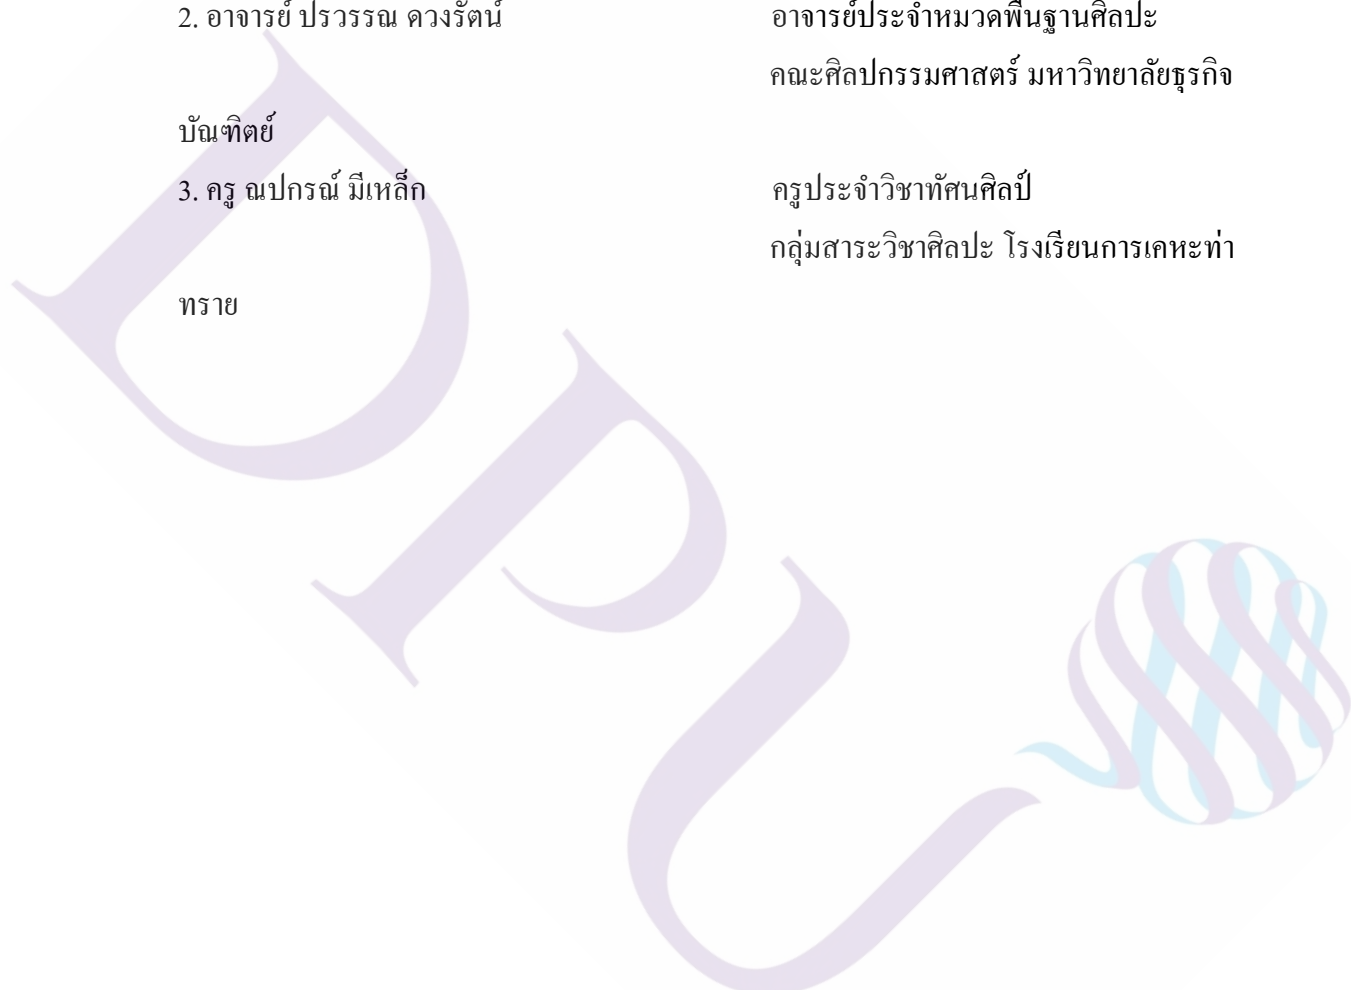 2. อาจารย์ ปรวรรณ ดวงรัตน์ อาจารย์ประจำหมวดพื้นฐานศิลปะ
คณะศิลปกรรมศาสตร์ มหาวิทยาลัยธุรกิจ
บัณฑิตย์
3. ครู ณปกรณ์ มีเหล็ก ครูประจำวิชาทัศนศิลป์
กลุ่มสาระวิชาศิลปะ โรงเรียนการเคหะท่า
ทราย
DPU